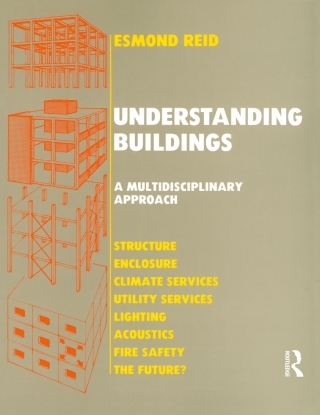 ESMOND REID
UNDERSTANDING
BUILDINGS
A MULTIDISCIPLINARY
APPROACH
STRUCTURE
ENCLOSURE
CLIMATE SERVICES
UTILITY SERVICES
LIGHTING
ACOUSTICS
FIRE SAFETY
THE FUTURE?
ROUTLEDGE